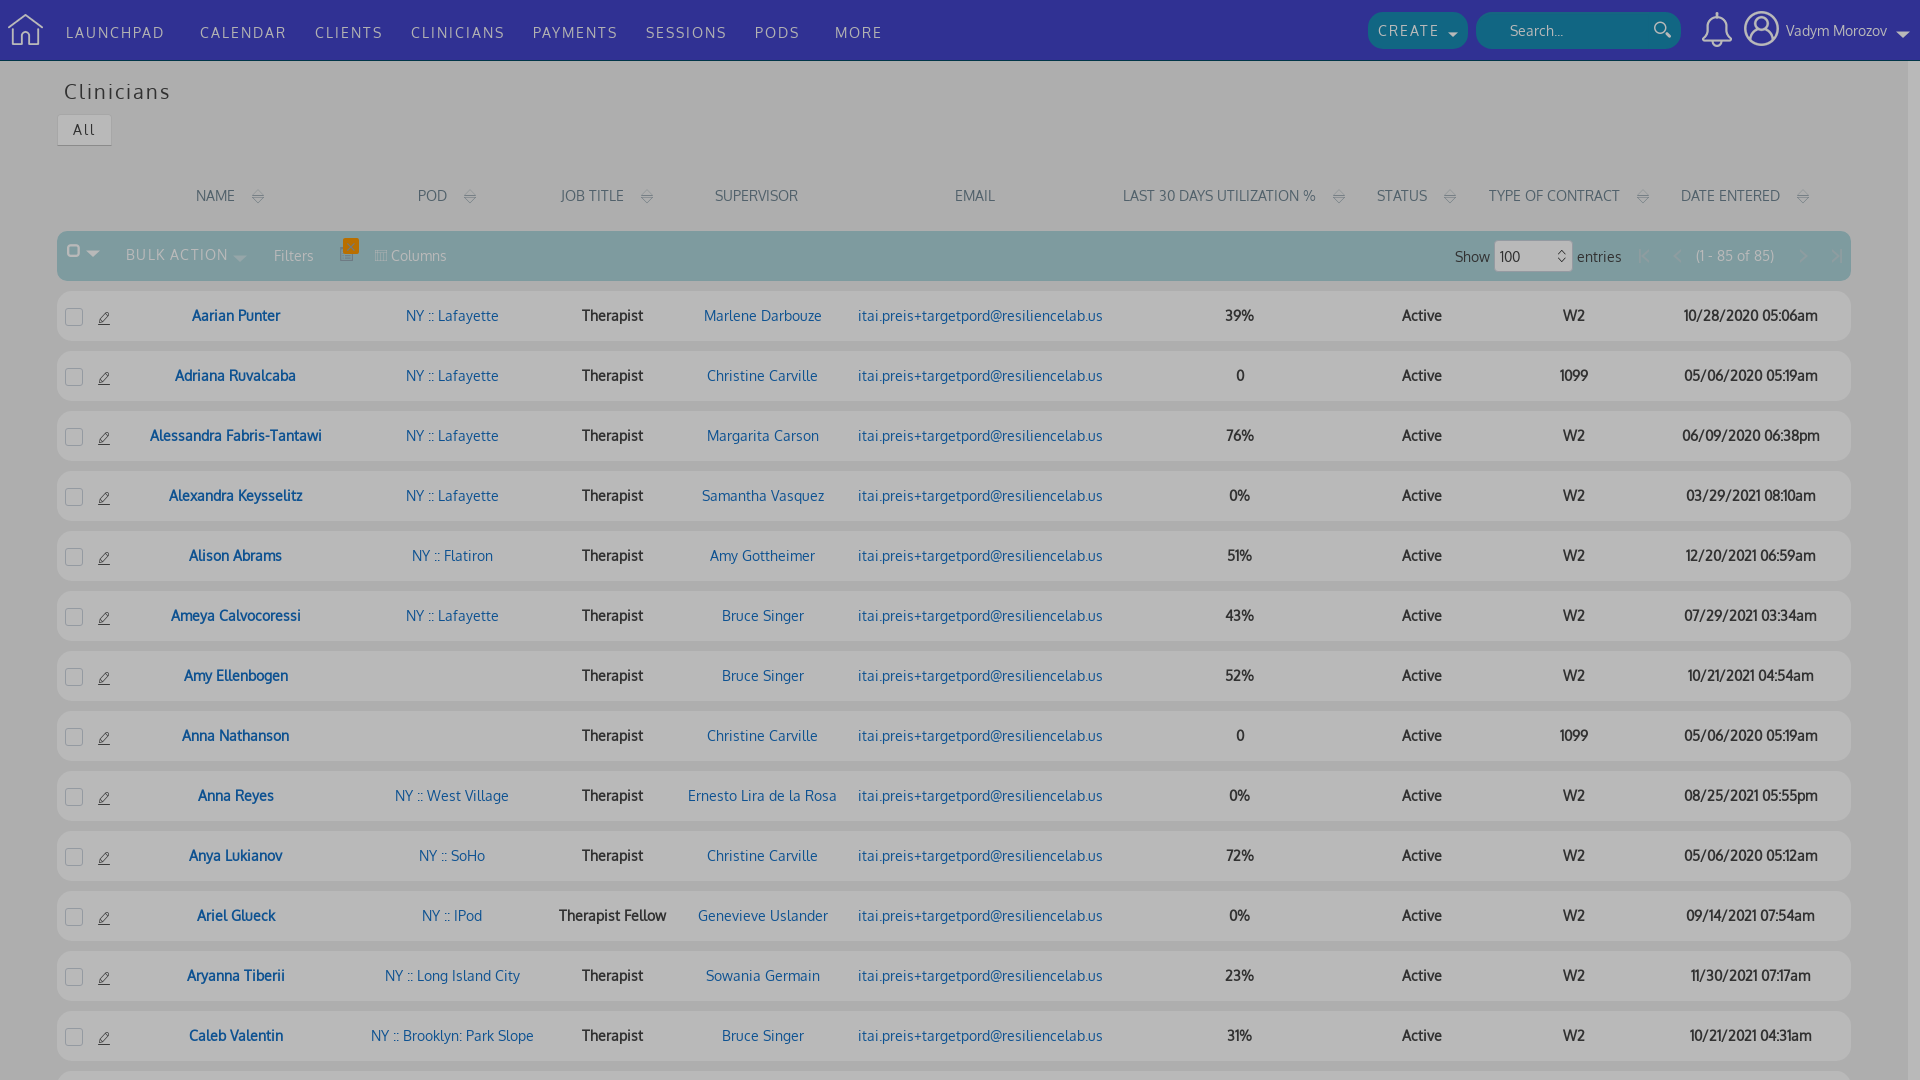 LAUNCHPAD CALENDAR CLIENTS CLINICIANS PAYMENTS SESSIONS PODS MORE CREATE Search... Vadym Morozov
Clinicians
All
NAME POD JOB TITLE SUPERVISOR EMAIL LAST 30 DAYS UTILIZATION % STATUS TYPE OF CONTRACT DATE ENTERED
BULK ACTION Filters Columns Show 100 entries (1 - 85 of 85)
Aarian Punter NY :: Lafayette Therapist Marlene Darbouze itai.preis+targetpord@resiliencelab.us 39% Active W2 10/28/2020 05:06am
Adriana Ruvalcaba NY :: Lafayette Therapist Christine Carville itai.preis+targetpord@resiliencelab.us 0 Active 1099 05/06/2020 05:19am
Alessandra Fabris-Tantawi NY :: Lafayette Therapist Margarita Carson itai.preis+targetpord@resiliencelab.us 76% Active W2 06/09/2020 06:38pm
Alexandra Keysselitz NY :: Lafayette Therapist Samantha Vasquez itai.preis+targetpord@resiliencelab.us 0% Active W2 03/29/2021 08:10am
Alison Abrams NY :: Flatiron Therapist Amy Gottheimer itai.preis+targetpord@resiliencelab.us 51% Active W2 12/20/2021 06:59am
Ameya Calvocoressi NY :: Lafayette Therapist Bruce Singer itai.preis+targetpord@resiliencelab.us 43% Active W2 07/29/2021 03:34am
Amy Ellenbogen Therapist Bruce Singer itai.preis+targetpord@resiliencelab.us 52% Active W2 10/21/2021 04:54am
Anna Nathanson Therapist Christine Carville itai.preis+targetpord@resiliencelab.us 0 Active 1099 05/06/2020 05:19am
Anna Reyes NY :: West Village Therapist Ernesto Lira de la Rosa itai.preis+targetpord@resiliencelab.us 0% Active W2 08/25/2021 05:55pm
Anya Lukianov NY :: SoHo Therapist Christine Carville itai.preis+targetpord@resiliencelab.us 72% Active W2 05/06/2020 05:12am
Ariel Glueck NY :: IPod Therapist Fellow Genevieve Uslander itai.preis+targetpord@resiliencelab.us 0% Active W2 09/14/2021 07:54am
Aryanna Tiberii NY :: Long Island City Therapist Sowania Germain itai.preis+targetpord@resiliencelab.us 23% Active W2 11/30/2021 07:17am
Caleb Valentin NY :: Brooklyn: Park Slope Therapist Bruce Singer itai.preis+targetpord@resiliencelab.us 31% Active W2 10/21/2021 04:31am